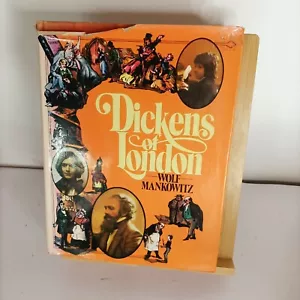 Dickens
of
London
WOLF
MANKOWITZ